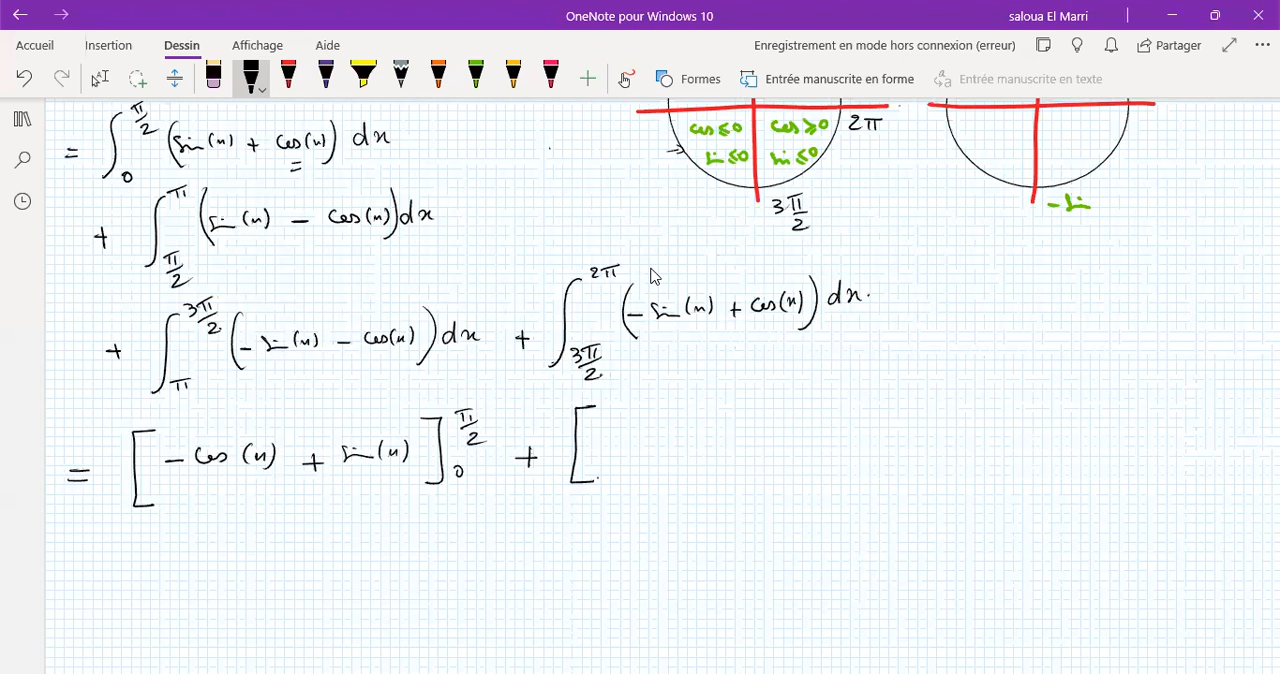 OneNote pour Windows 10
saloua El Marri
Accueil Insertion Dessin Affichage Aide
Enregistrement en mode hors connexion (erreur)
Partager
Formes
Entrée manuscrite en forme
Entrée manuscrite en texte
= ∫_0^{π/2} (sin(x) + cos(x)) dx
cos≤0 cos≥0 2π
sin≤0 sin≤0
3π/2
-sin
+ ∫_{π/2}^{π} (sin(x) - cos(x)) dx
+ ∫_{π}^{3π/2} (-sin(x) - cos(x)) dx + ∫_{3π/2}^{2π} (-sin(x) + cos(x)) dx.
= [-cos(x) + sin(x)]_0^{π/2} + [